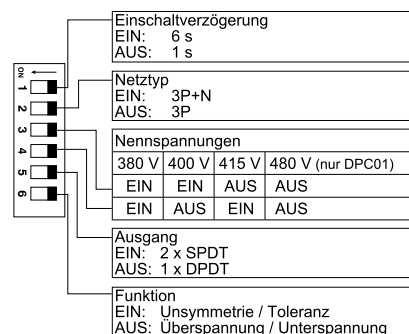 Einschaltverzögerung
EIN: 6 s
AUS: 1 s
ON
1
2
3
4
5
6
Netztyp
EIN: 3P+N
AUS: 3P
Nennspannungen
380 V 400 V 415 V 480 V (nur DPC01)
EIN EIN AUS AUS
EIN AUS EIN AUS
Ausgang
EIN: 2 x SPDT
AUS: 1 x DPDT
Funktion
EIN: Unsymmetrie / Toleranz
AUS: Überspannung / Unterspannung